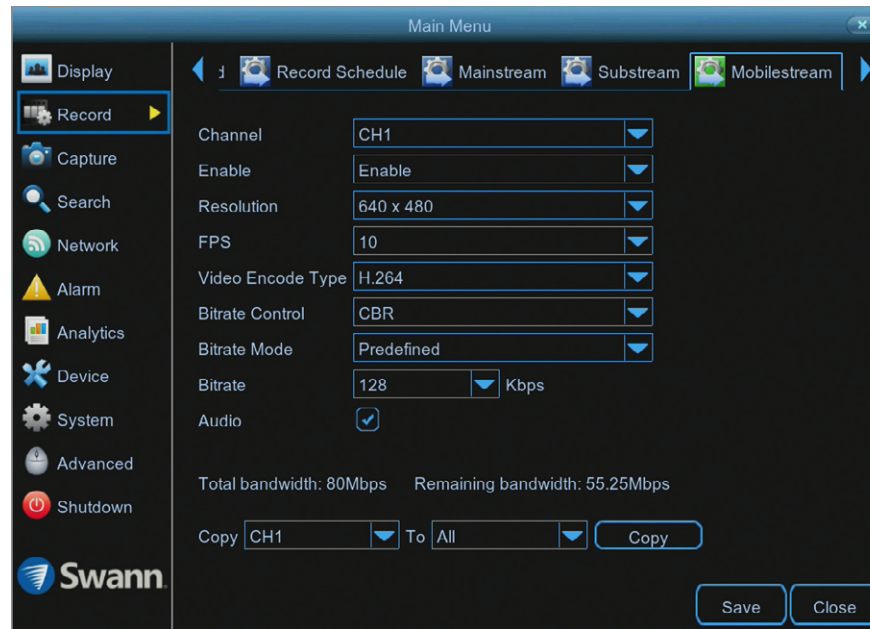 Main Menu
Display
Record
Capture
Search
Network
Alarm
Analytics
Device
System
Advanced
Shutdown
Swann
d Record Schedule Mainstream Substream Mobilestream
Channel CH1
Enable Enable
Resolution 640 x 480
FPS 10
Video Encode Type H.264
Bitrate Control CBR
Bitrate Mode Predefined
Bitrate 128 Kbps
Audio
Total bandwidth: 80Mbps Remaining bandwidth: 55.25Mbps
Copy CH1 To All Copy
Save Close